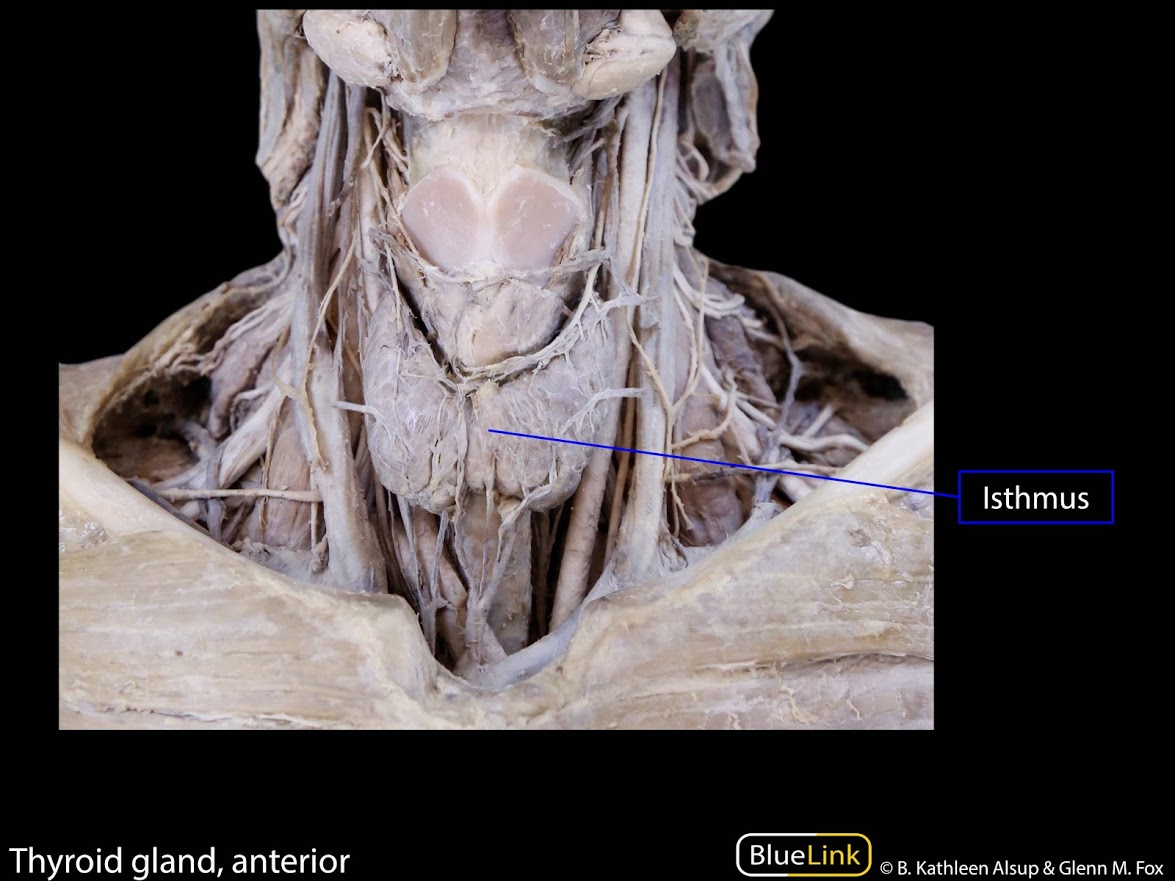 Isthmus
Thyroid gland, anterior
BlueLink
© B. Kathleen Alsup & Glenn M. Fox